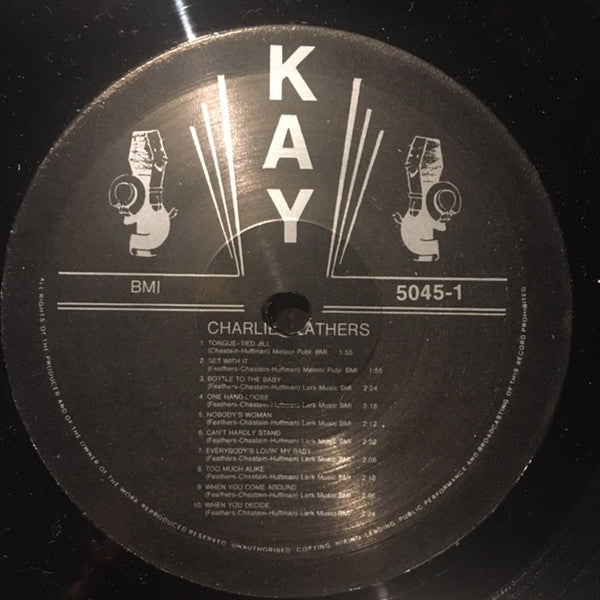 KAY
BMI
5045-1
CHARLIE FEATHERS
1. TONGUE-TIED JILL
(Chastain-Huffman) Meteor Publ. BMI 1:55
2. GET WITH IT
(Feathers-Chastain-Huffman) Meteor Publ. BMI 1:55
3. BOTTLE TO THE BABY
(Feathers-Chastain-Huffman) Lark Music BMI 2:24
4. ONE HAND LOOSE
(Feathers-Chastain-Huffman) Lark Music BMI 2:18
5. NOBODY'S WOMAN
(Feathers-Chastain-Huffman) Lark Music BMI 2:12
6. CAN'T HARDLY STAND
(Feathers-Chastain-Huffman) Lark Music BMI 2:52
7. EVERYBODY'S LOVIN' MY BABY
(Feathers-Chastain-Huffman) Lark Music BMI 2:06
8. TOO MUCH ALIKE
(Feathers-Chastain-Huffman) Lark Music BMI 2:10
9. WHEN YOU COME AROUND
(Feathers-Chastain-Huffman) Lark Music BMI 2:06
10. WHEN YOU DECIDE
(Feathers-Chastain-Huffman) Lark Music BMI 2:24
ALL RIGHTS OF THE PRODUCER AND OF THE OWNER OF THE WORK REPRODUCED RESERVED. UNAUTHORISED COPYING, HIRING, LENDING, PUBLIC PERFORMANCE AND BROADCASTING OF THIS RECORD PROHIBITED.